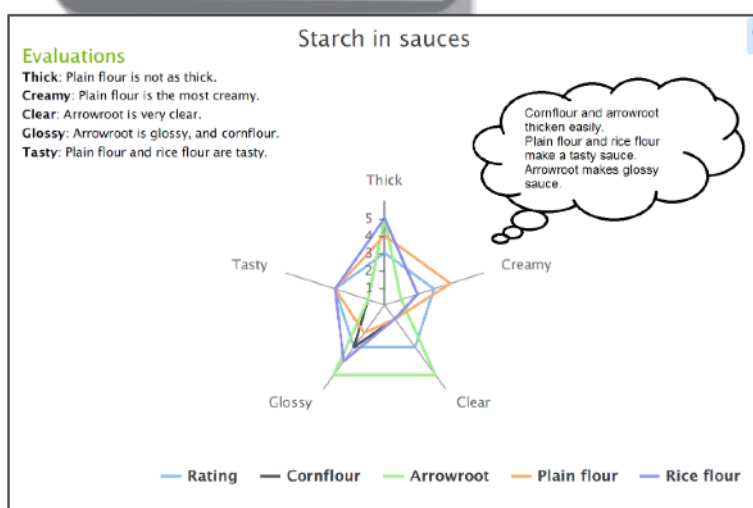 Starch in sauces
Evaluations
Thick: Plain flour is not as thick.
Creamy: Plain flour is the most creamy.
Clear: Arrowroot is very clear.
Glossy: Arrowroot is glossy, and cornflour.
Tasty: Plain flour and rice flour are tasty.
Cornflour and arrowroot
thicken easily.
Plain flour and rice flour
make a tasty sauce.
Arrowroot makes glossy
sauce.
Thick
5
4
3
2
1
Tasty
Creamy
Glossy
Clear
Rating
Cornflour
Arrowroot
Plain flour
Rice flour